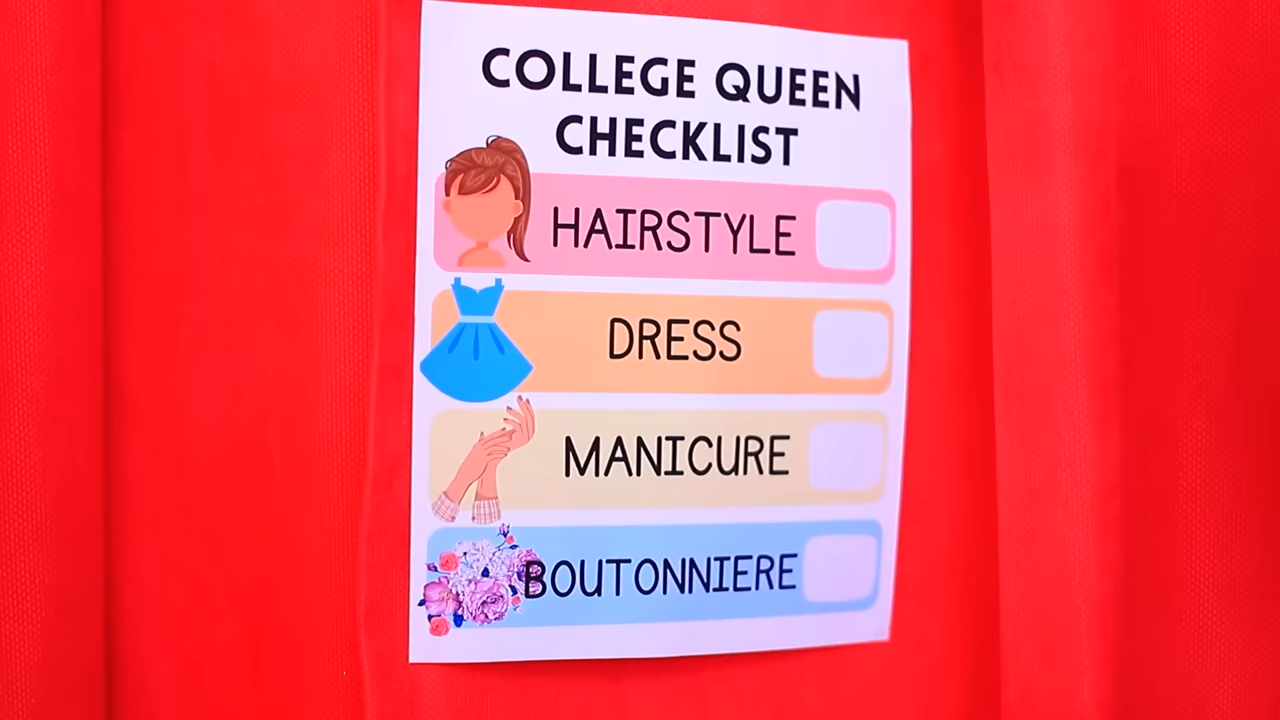 COLLEGE QUEEN
CHECKLIST
HAIRSTYLE
DRESS
MANICURE
BOUTONNIERE